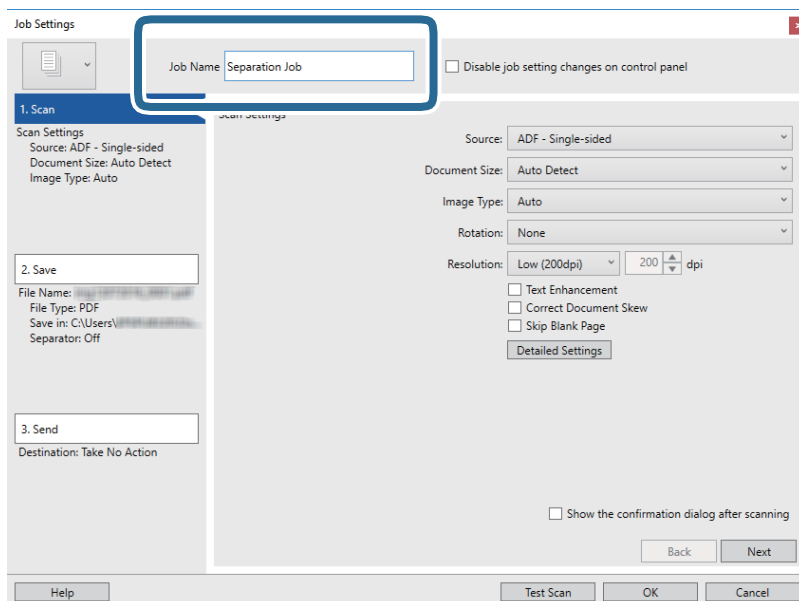 Job Settings
Job Name Separation Job
Disable job setting changes on control panel
1. Scan
Scan Settings
Source: ADF - Single-sided
Document Size: Auto Detect
Image Type: Auto
2. Save
File Name:
File Type: PDF
Save in: C:\Users\
Separator: Off
3. Send
Destination: Take No Action
Scan Settings
Source: ADF - Single-sided
Document Size: Auto Detect
Image Type: Auto
Rotation: None
Resolution: Low (200dpi) 200 dpi
Text Enhancement
Correct Document Skew
Skip Blank Page
Detailed Settings
Show the confirmation dialog after scanning
Back Next
Help Test Scan OK Cancel